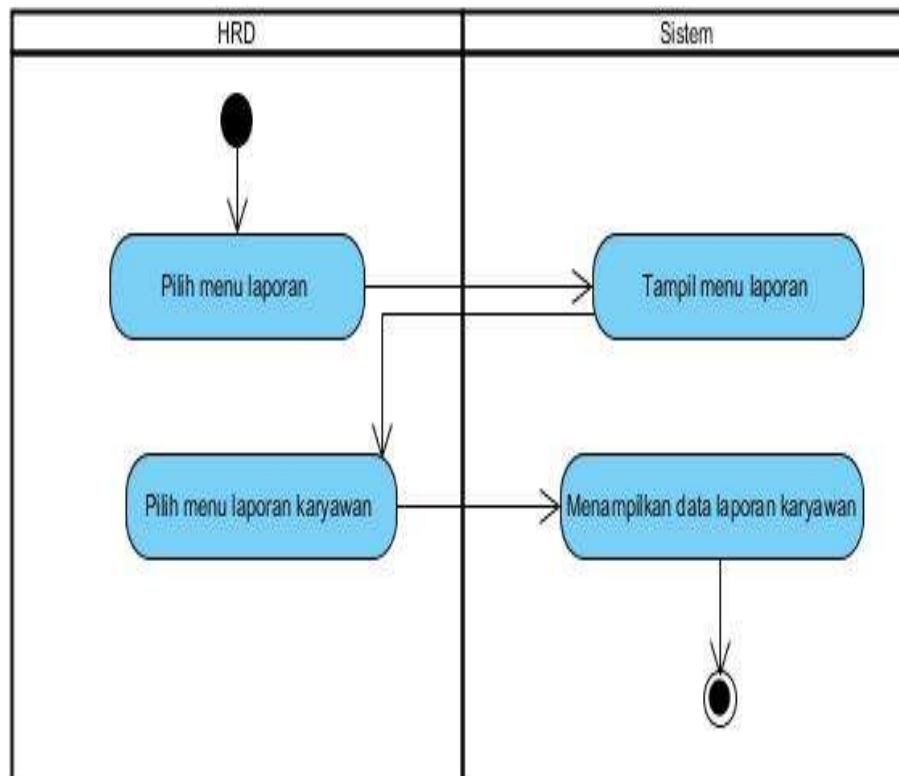 HRD
Sistem
Pilih menu laporan
Tampil menu laporan
Pilih menu laporan karyawan
Menampilkan data laporan karyawan